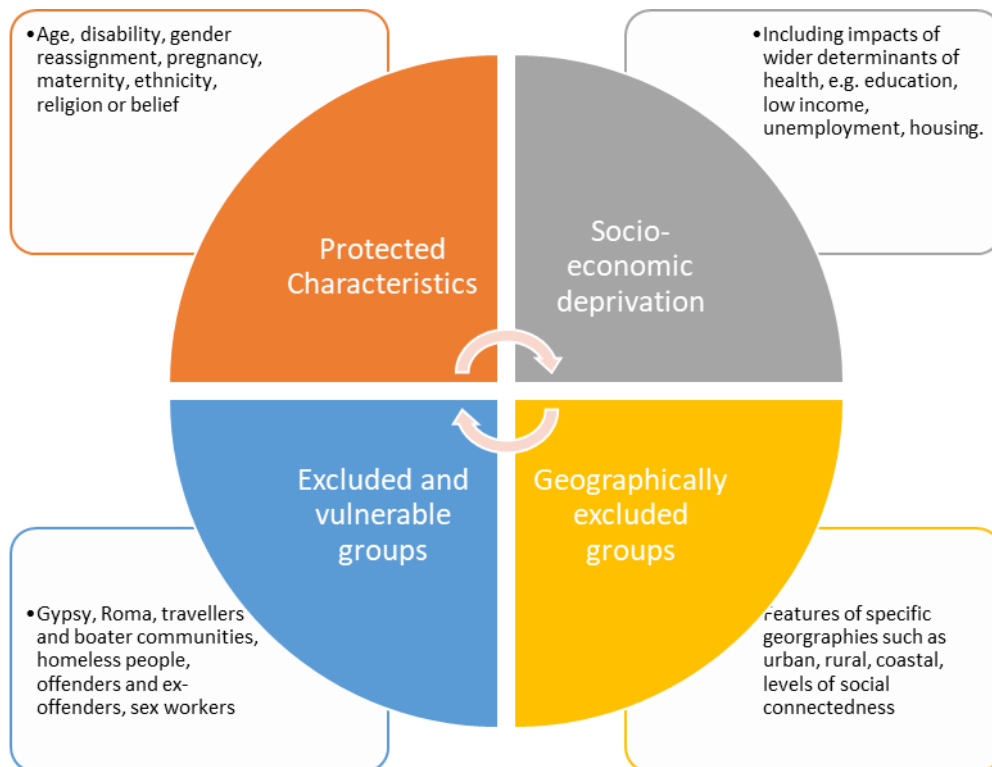 •Age, disability, gender
reassignment, pregnancy,
maternity, ethnicity,
religion or belief
•Including impacts of
wider determinants of
health, e.g. education,
low income,
unemployment, housing.
Protected
Characteristics
Socio-
economic
deprivation
Excluded and
vulnerable
groups
Geographically
excluded
groups
•Gypsy, Roma, travellers
and boater communities,
homeless people,
offenders and ex-
offenders, sex workers
Features of specific
georgraphies such as
urban, rural, coastal,
levels of social
connectedness